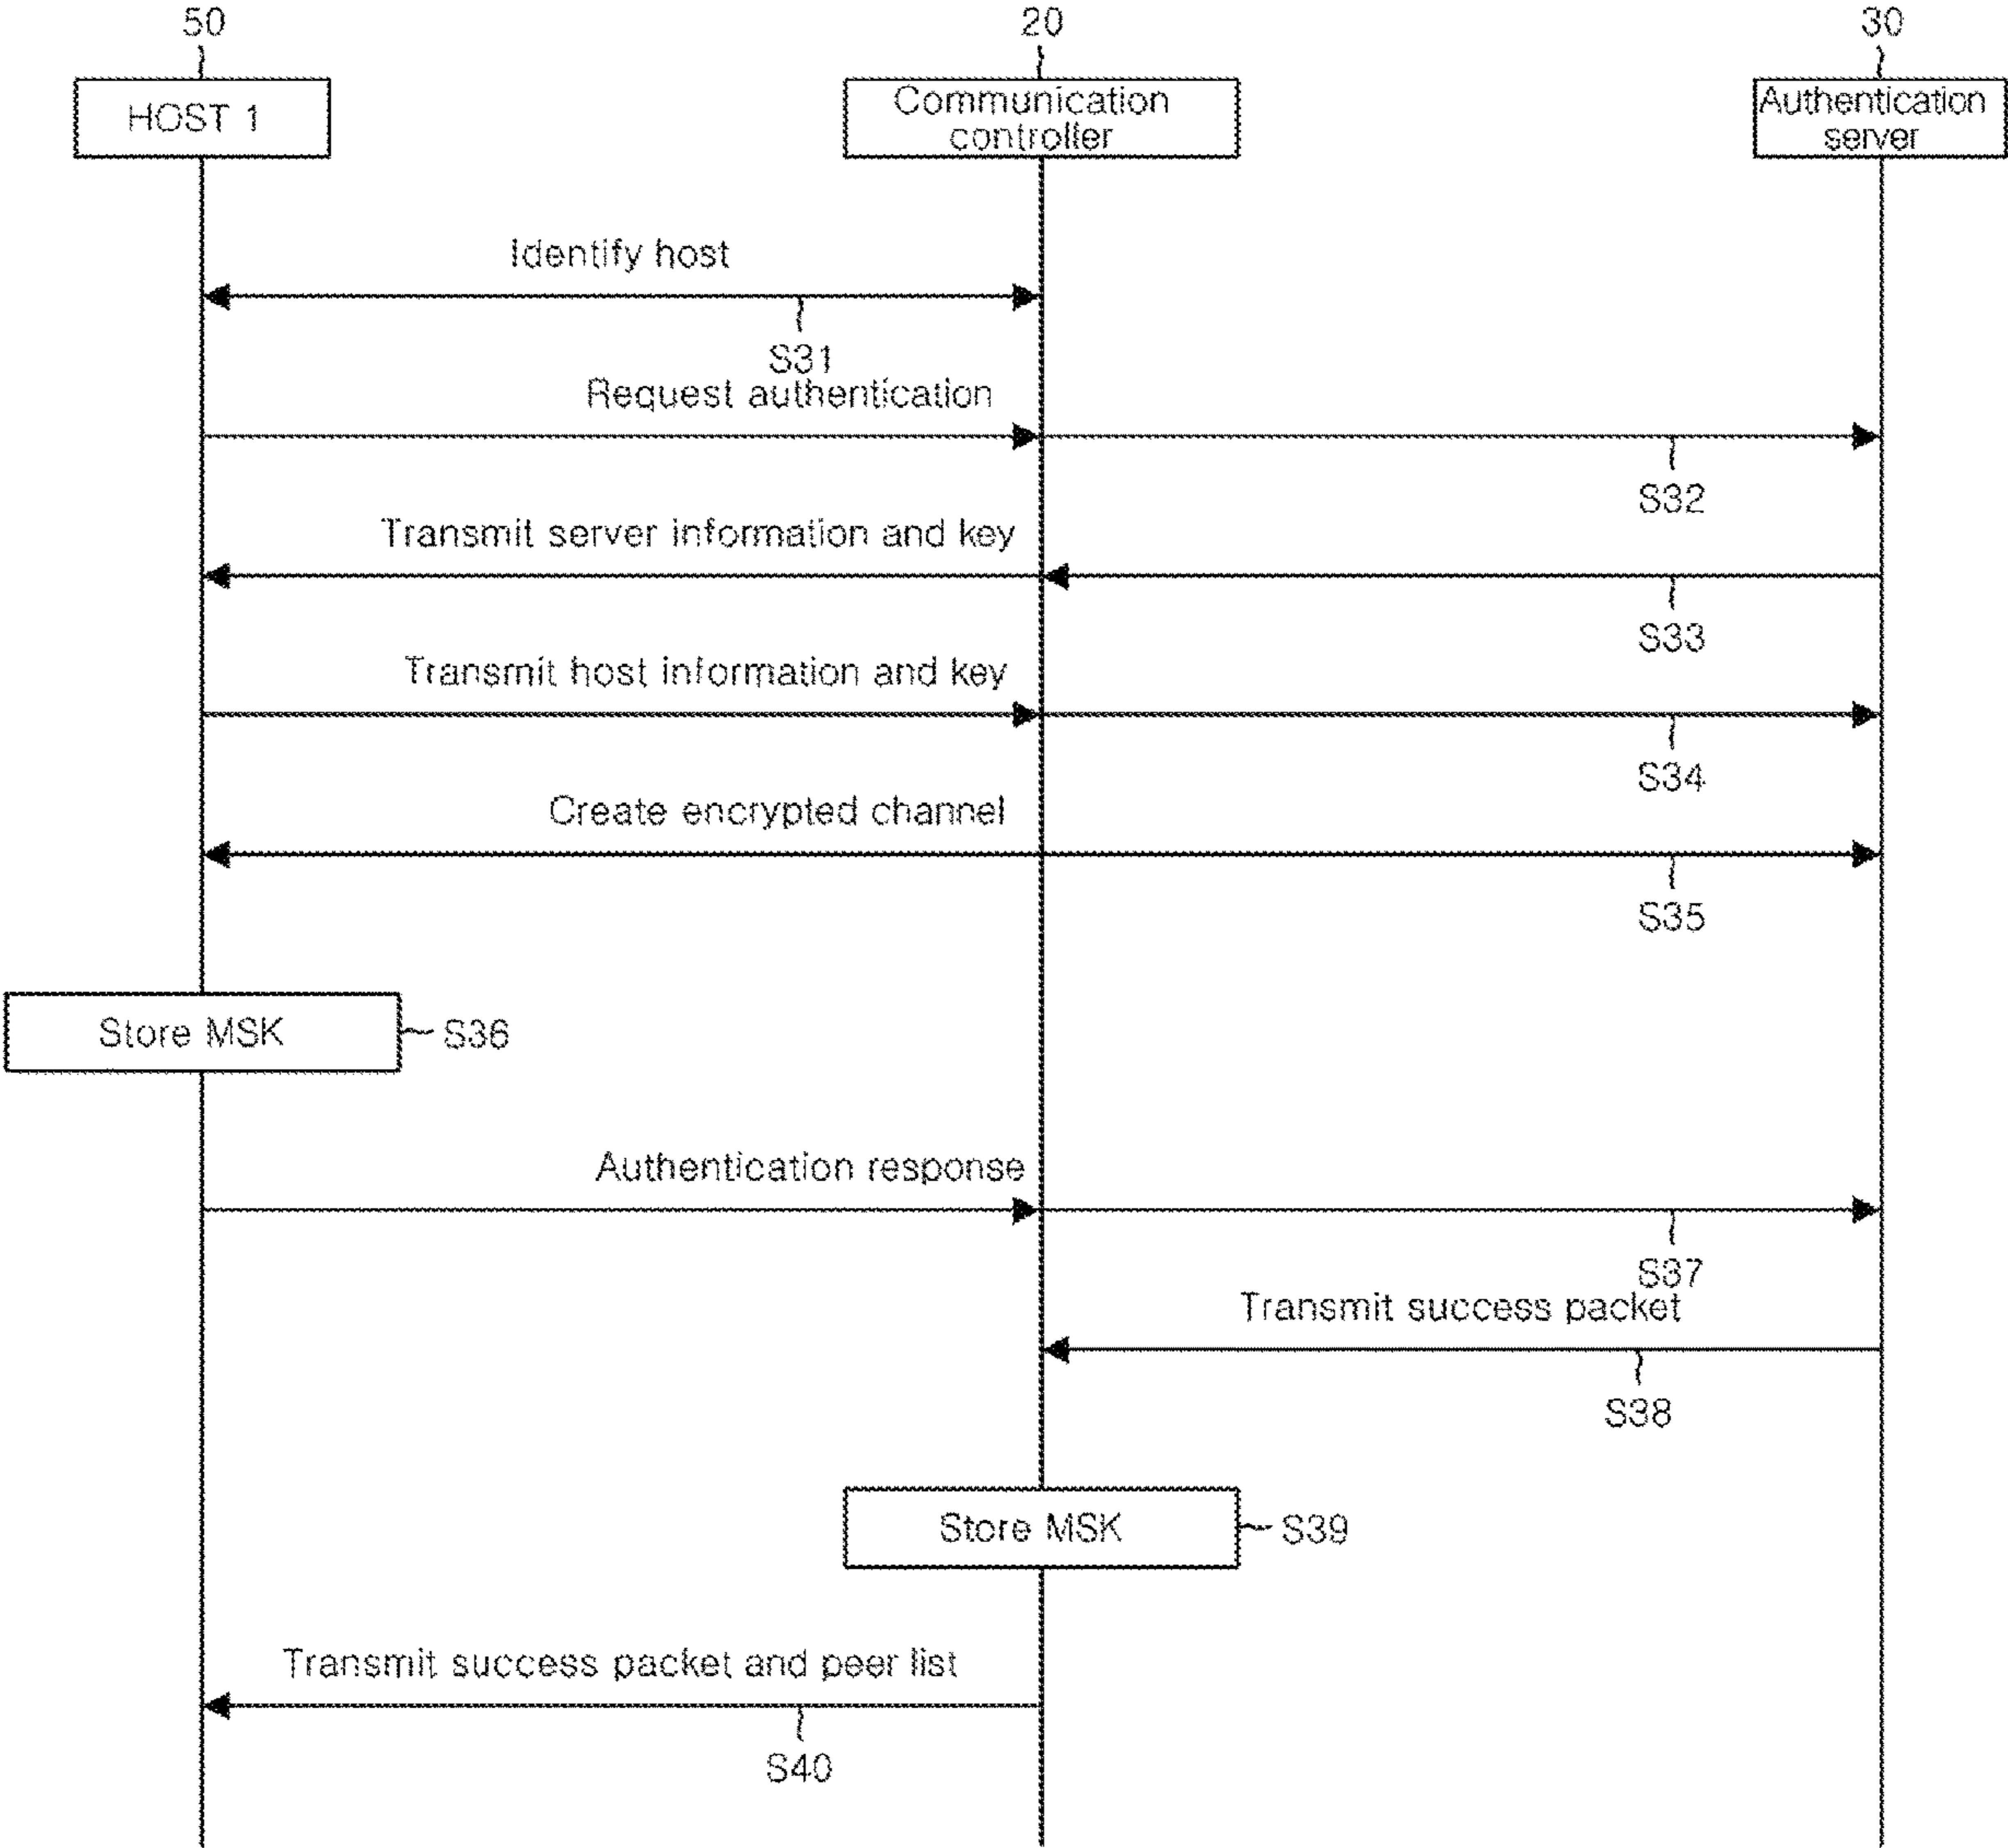 50
20
30
HOST 1
Communication
controller
Authentication
server
Identify host
S31
Request authentication
S32
Transmit server information and key
S33
Transmit host information and key
S34
Create encrypted channel
S35
Store MSK
S36
Authentication response
S37
Transmit success packet
S38
Store MSK
S39
Transmit success packet and peer list
S40